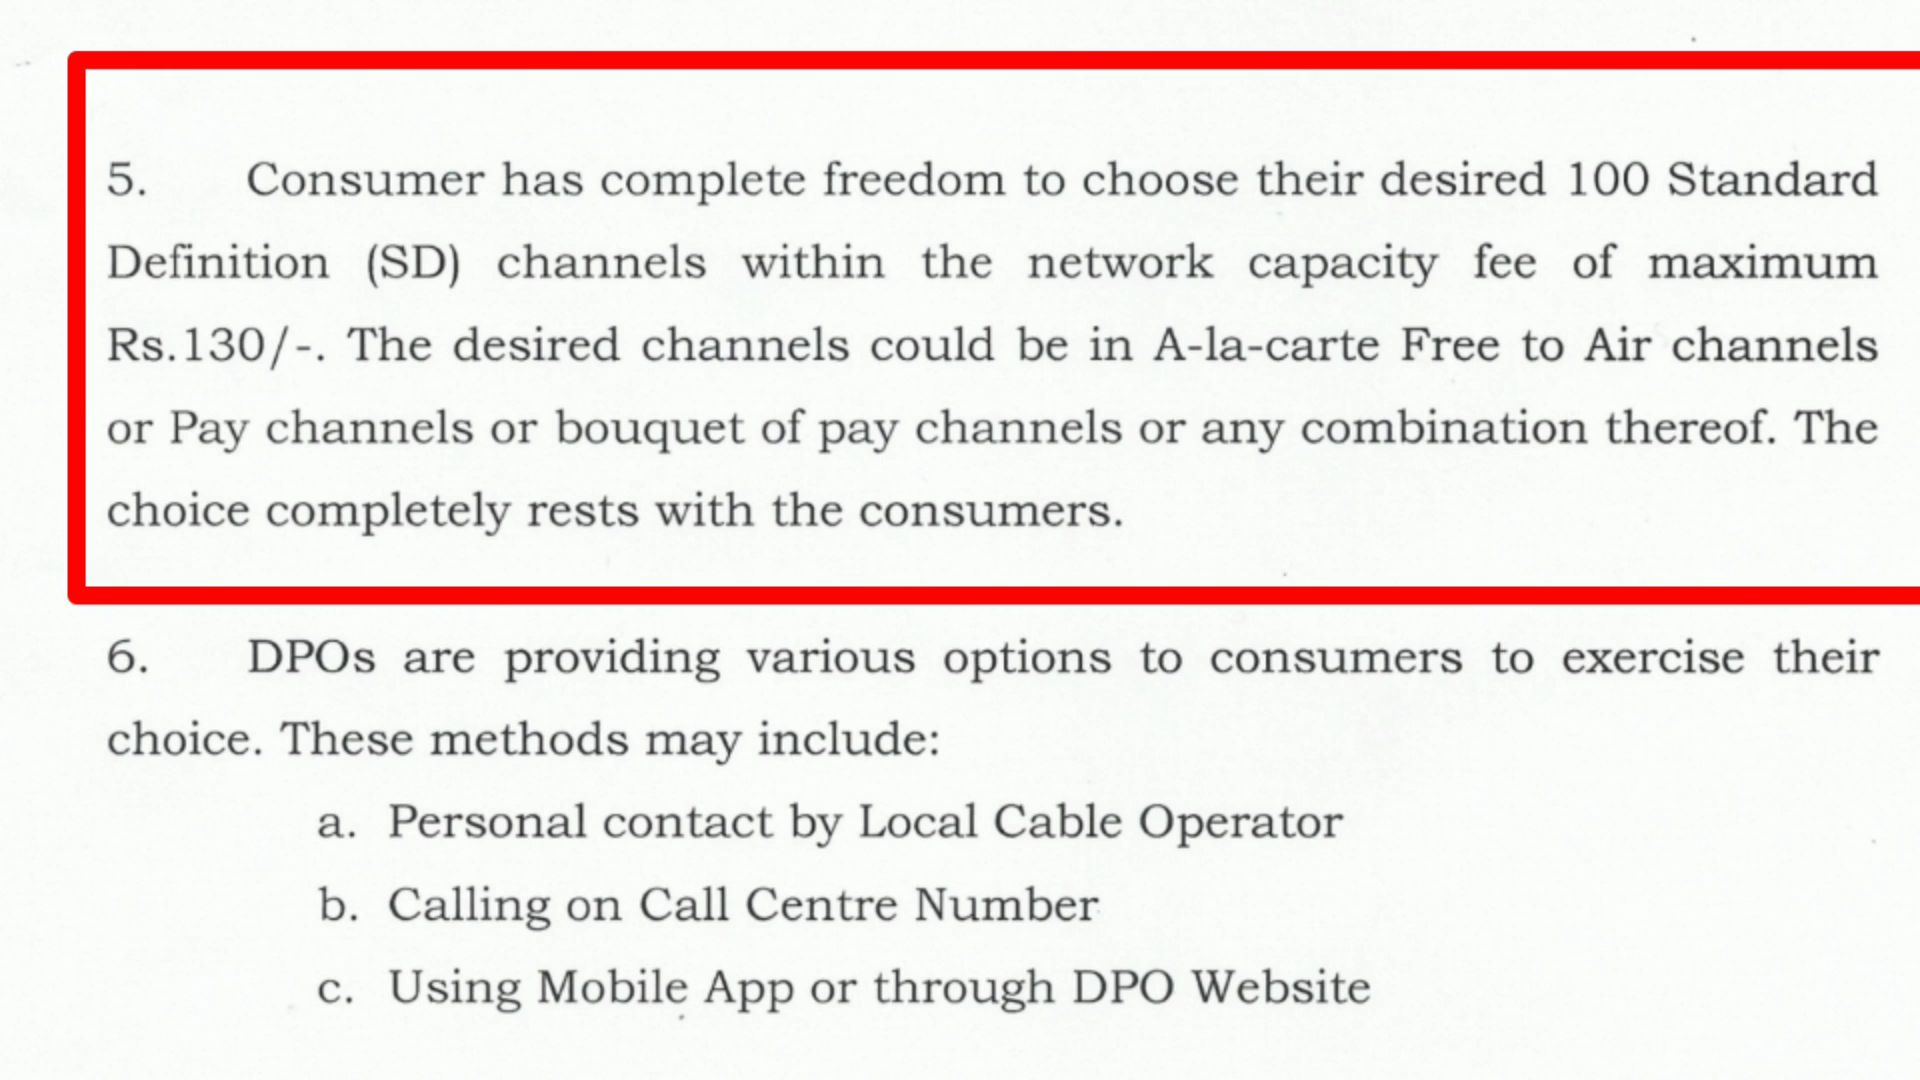 5. Consumer has complete freedom to choose their desired 100 Standard
Definition (SD) channels within the network capacity fee of maximum
Rs.130/-. The desired channels could be in A-la-carte Free to Air channels
or Pay channels or bouquet of pay channels or any combination thereof. The
choice completely rests with the consumers.
6. DPOs are providing various options to consumers to exercise their
choice. These methods may include:
a. Personal contact by Local Cable Operator
b. Calling on Call Centre Number
c. Using Mobile App or through DPO Website